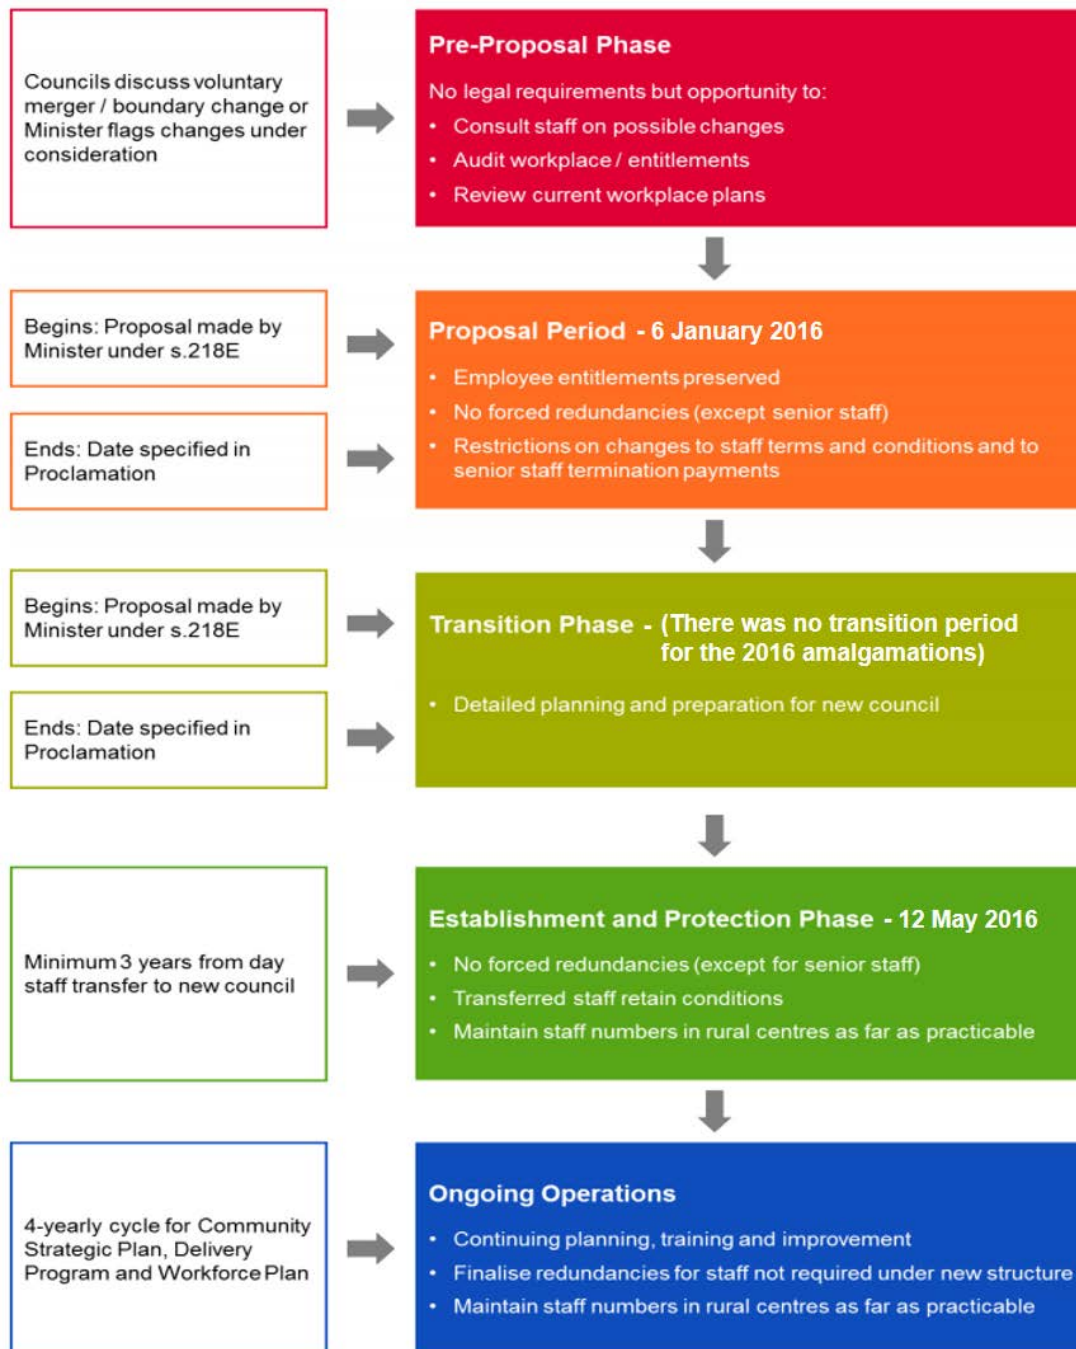 Councils discuss voluntary
merger / boundary change or
Minister flags changes under
consideration
Pre-Proposal Phase
No legal requirements but opportunity to:
• Consult staff on possible changes
• Audit workplace / entitlements
• Review current workplace plans
Begins: Proposal made by
Minister under s.218E
Ends: Date specified in
Proclamation
Proposal Period - 6 January 2016
• Employee entitlements preserved
• No forced redundancies (except senior staff)
• Restrictions on changes to staff terms and conditions and to
senior staff termination payments
Begins: Proposal made by
Minister under s.218E
Ends: Date specified in
Proclamation
Transition Phase - (There was no transition period
for the 2016 amalgamations)
• Detailed planning and preparation for new council
Minimum 3 years from day
staff transfer to new council
Establishment and Protection Phase - 12 May 2016
• No forced redundancies (except for senior staff)
• Transferred staff retain conditions
• Maintain staff numbers in rural centres as far as practicable
4-yearly cycle for Community
Strategic Plan, Delivery
Program and Workforce Plan
Ongoing Operations
• Continuing planning, training and improvement
• Finalise redundancies for staff not required under new structure
• Maintain staff numbers in rural centres as far as practicable